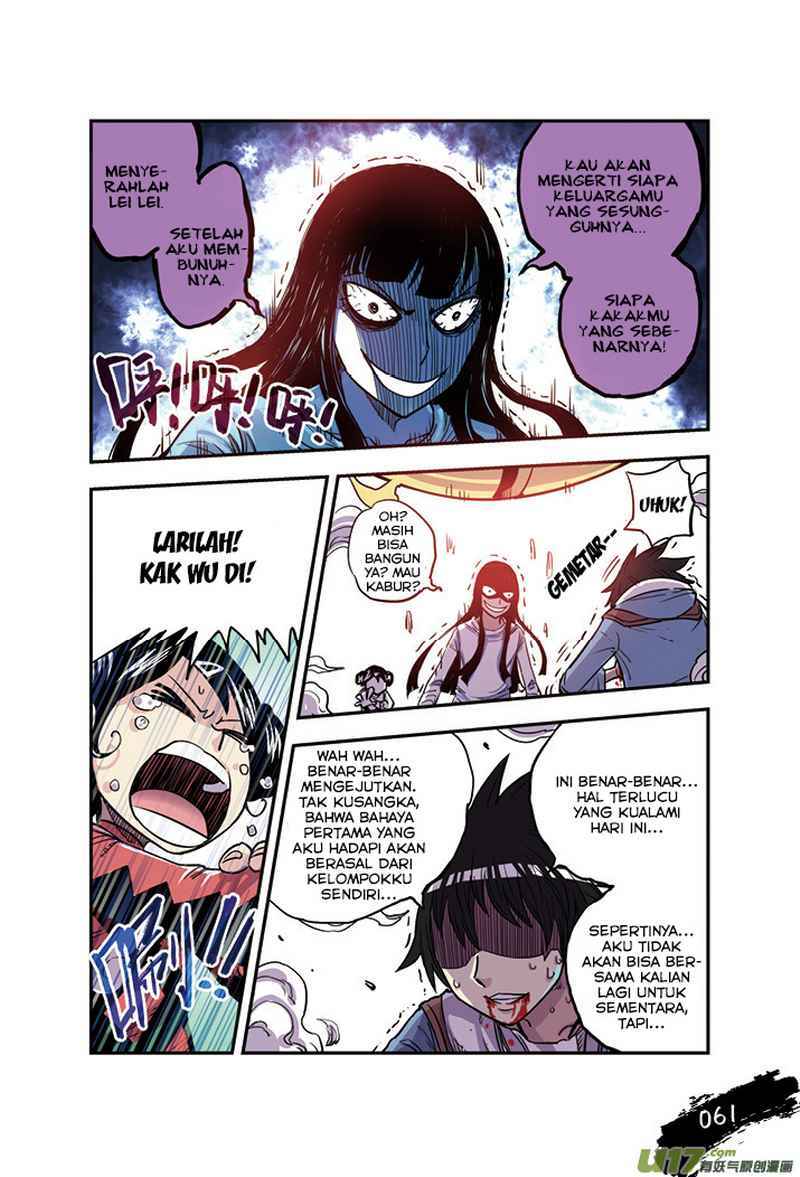 MENYE-
RAHLAH
LEI LEI.
SETELAH
AKU MEM-
BUNUH-
NYA.
KAU AKAN
MENGERTI SIAPA
KELUARGAMU
YANG SESUNG-
GUHNYA...
SIAPA
KAKAKMU
YANG SEBE-
NARNYA!
呼!呼!呼!
LARILAH!
KAK WU DI!
OH?
MASIH
BISA
BANGUN
YA? MAU
KABUR?
GEMETAR---
UHUK!
WAH WAH...
BENAR-BENAR
MENGEJUTKAN.
TAK KUSANGKA,
BAHWA BAHAYA
PERTAMA YANG
AKU HADAPI AKAN
BERASAL DARI
KELOMPOKKU
SENDIRI...
INI BENAR-BENAR...
HAL TERLUCU
YANG KUALAMI
HARI INI...
SEPERTINYA...
AKU TIDAK
AKAN BISA BER-
SAMA KALIAN
LAGI UNTUK
SEMENTARA,
TAPI...
061
U17.com
有妖气原创漫画